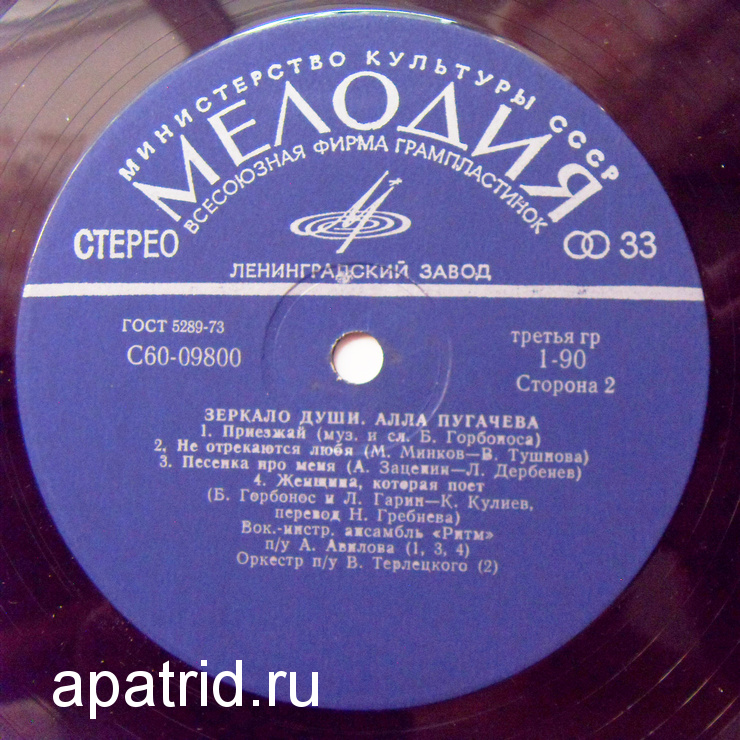 МИНИСТЕРСТВО КУЛЬТУРЫ СССР
МЕЛОДИЯ
ВСЕСОЮЗНАЯ ФИРМА ГРАМПЛАСТИНОК
СТЕРЕО
33
ЛЕНИНГРАДСКИЙ ЗАВОД
ГОСТ 5289-73
третья гр
С60-09800
1-90
Сторона 2
ЗЕРКАЛО ДУШИ. АЛЛА ПУГАЧЕВА
1. Приезжай (муз. и сл. Б. Горбоноса)
2. Не отрекаются любя (М. Минков—В. Тушнова)
3. Песенка про меня (А. Зацепин—Л. Дербенев)
4. Женщина, которая поет
(Б. Горбонос и Л. Гарин—К. Кулиев,
перевод Н. Гребнева)
Вок.-инстр. ансамбль «Ритм»
п/у А. Авилова (1, 3, 4)
Оркестр п/у В. Терлецкого (2)
apatrid.ru